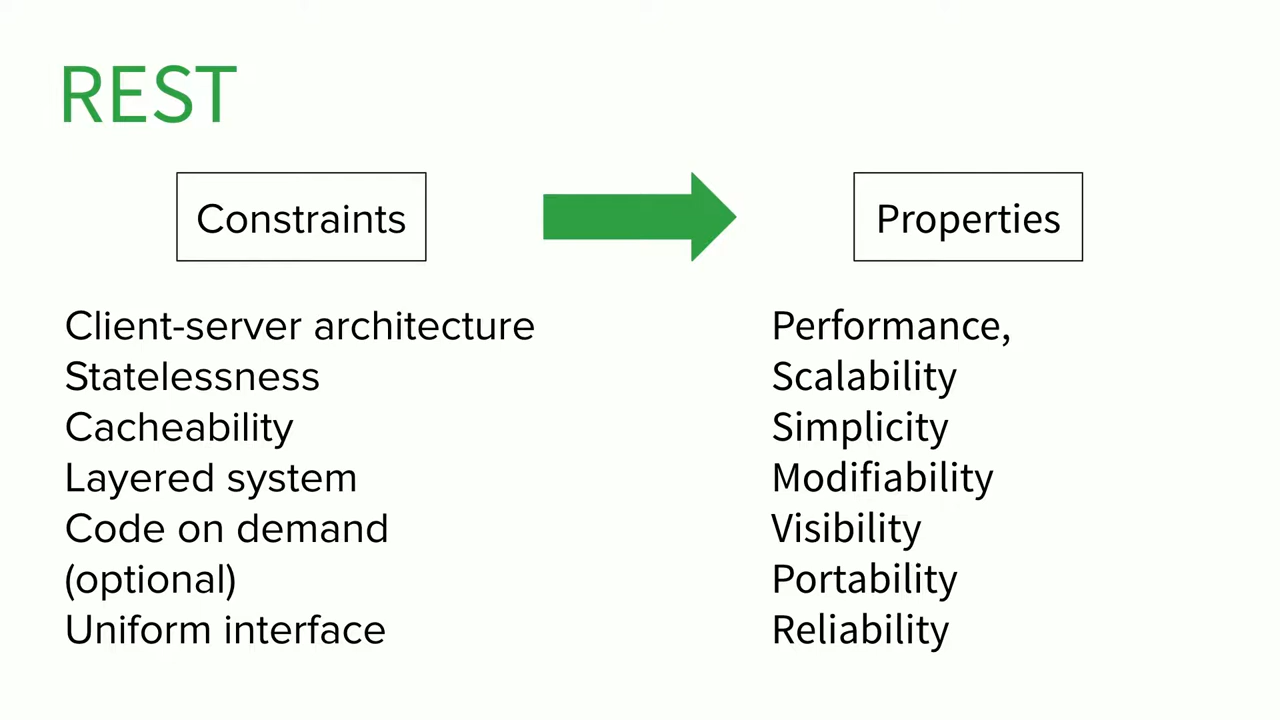 REST
Constraints
Properties
Client-server architecture
Statelessness
Cacheability
Layered system
Code on demand
(optional)
Uniform interface
Performance,
Scalability
Simplicity
Modifiability
Visibility
Portability
Reliability